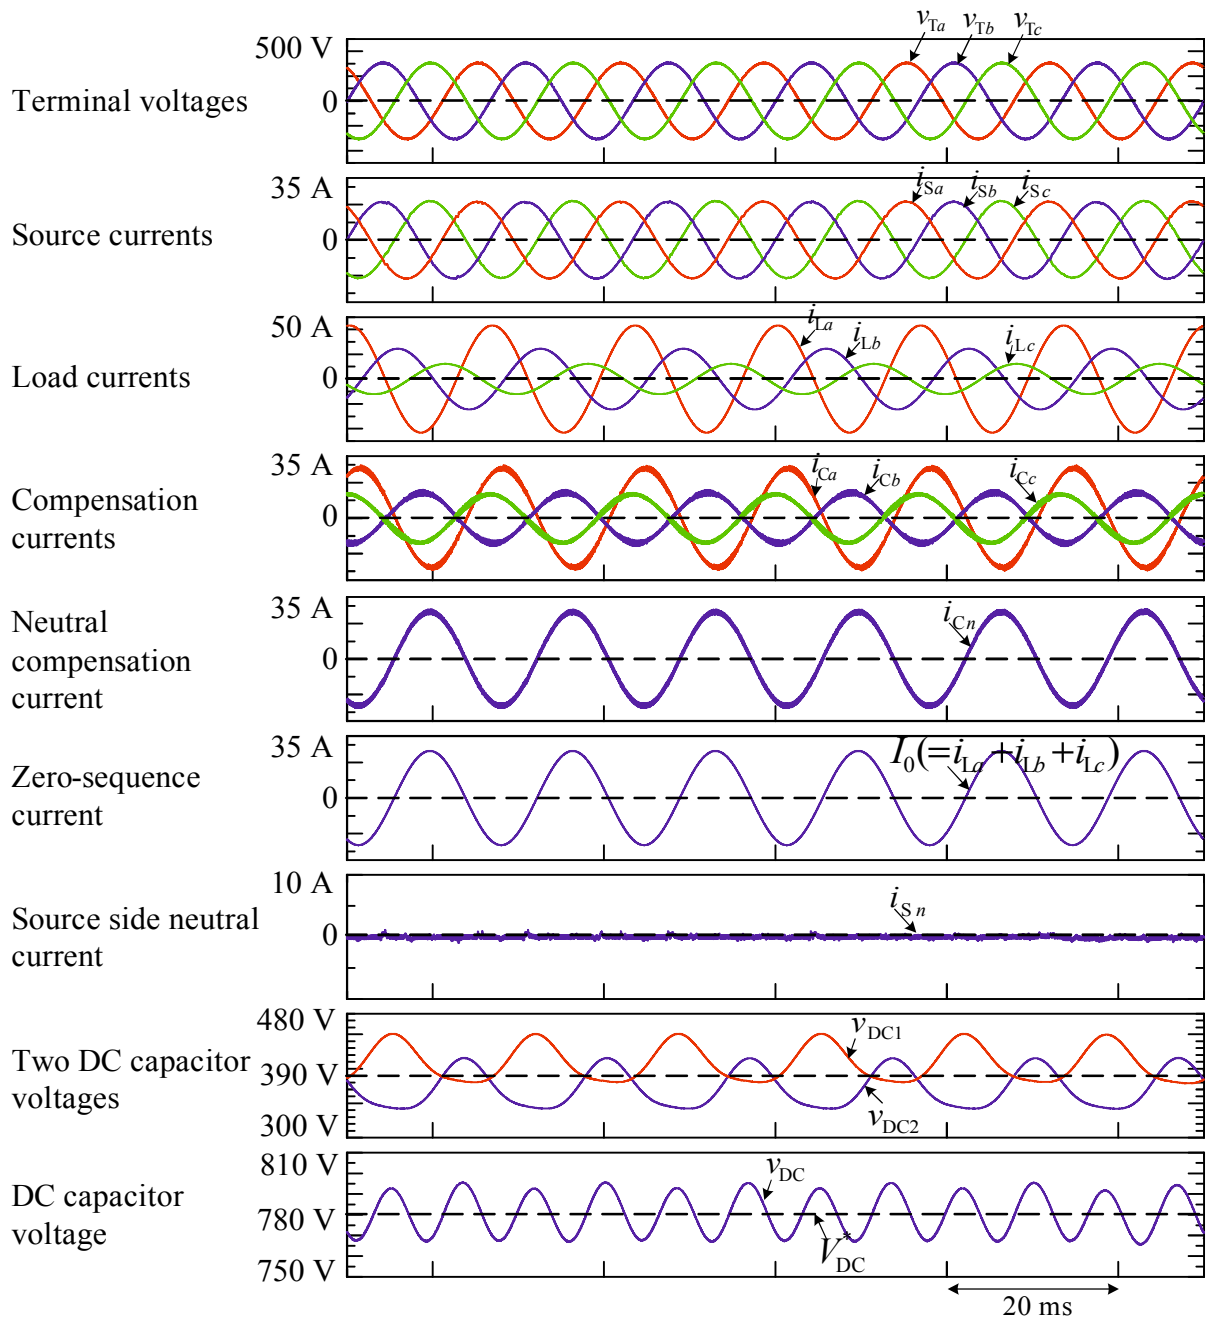 v_Ta v_Tb v_Tc
500 V
Terminal voltages
0
i_Sa i_Sb i_Sc
35 A
Source currents
0
50 A
i_La i_Lb i_Lc
Load currents
0
35 A
i_Ca i_Cb i_Cc
Compensation
currents
0
35 A
Neutral
compensation
current
0
i_Cn
35 A
I_0(=i_La+i_Lb+i_Lc)
Zero-sequence
current
0
10 A
i_Sn
Source side neutral
current
0
480 V
v_DC1
Two DC capacitor
voltages
390 V
v_DC2
300 V
810 V
v_DC
DC capacitor
voltage
780 V
V*_DC
750 V
20 ms